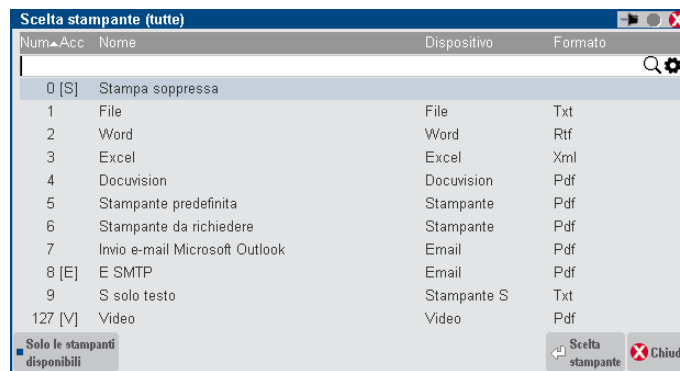 Scelta stampante (tutte)
Num Acc Nome Dispositivo Formato
0 [S] Stampa soppressa
1 File File Txt
2 Word Word Rtf
3 Excel Excel Xml
4 Docuvision Docuvision Pdf
5 Stampante predefinita Stampante Pdf
6 Stampante da richiedere Stampante Pdf
7 Invio e-mail Microsoft Outlook Email Pdf
8 [E] E SMTP Email Pdf
9 S solo testo Stampante S Txt
127 [V] Video Video Pdf
Solo le stampanti
disponibili
Scelta
stampante
Chiud